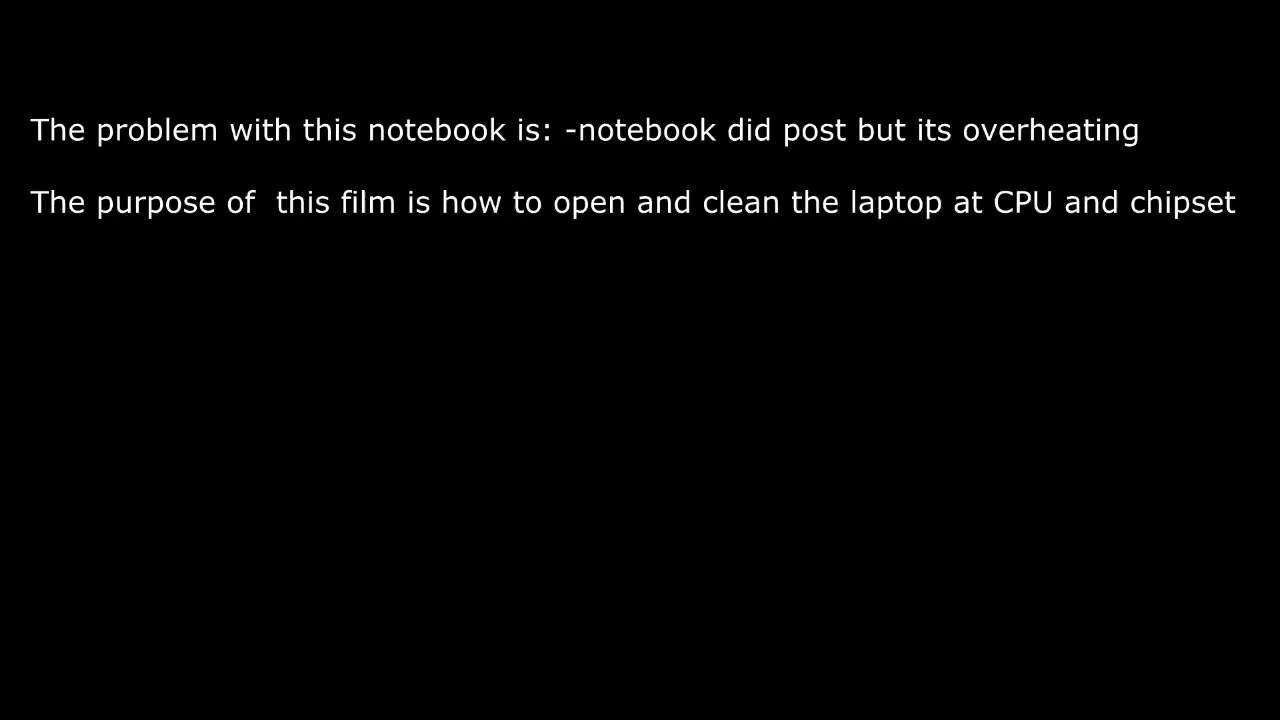 The problem with this notebook is: -notebook did post but its overheating
The purpose of  this film is how to open and clean the laptop at CPU and chipset